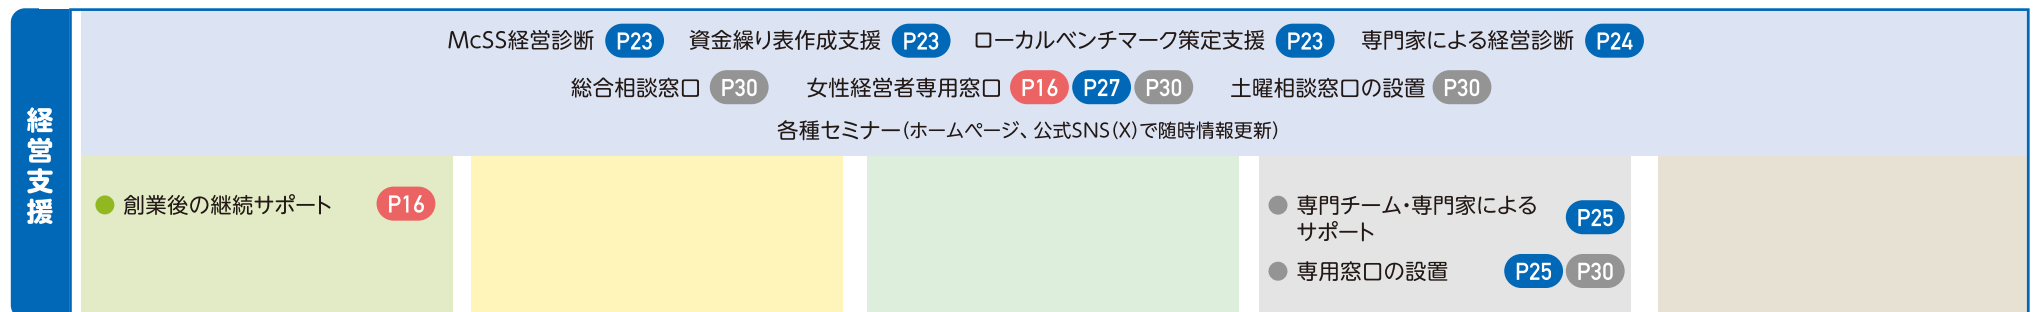 経営支援
McSS経営診断 P23 資金繰り表作成支援 P23 ローカルベンチマーク策定支援 P23 専門家による経営診断 P24
総合相談窓口 P30 女性経営者専用窓口 P16 P27 P30 土曜相談窓口の設置 P30
各種セミナー(ホームページ、公式SNS(X)で随時情報更新)
● 創業後の継続サポート P16
● 専門チーム・専門家による
サポート P25
● 専用窓口の設置 P25 P30